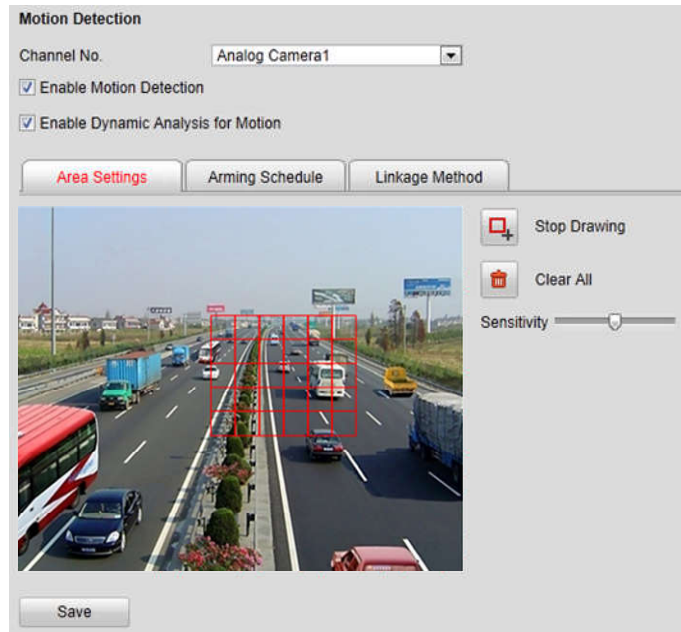 Motion Detection
Channel No. Analog Camera1
Enable Motion Detection
Enable Dynamic Analysis for Motion
Area Settings Arming Schedule Linkage Method
Stop Drawing
Clear All
Sensitivity
Save